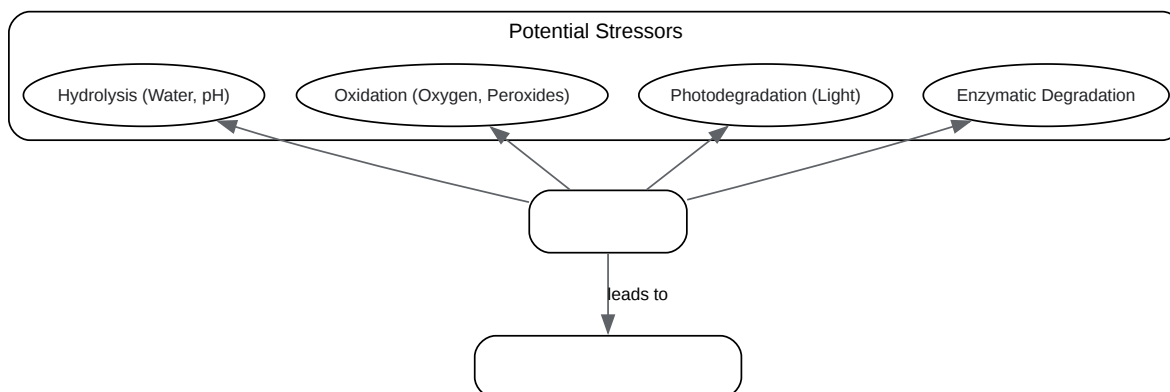 Potential Stressors
Hydrolysis (Water, pH)
Oxidation (Oxygen, Peroxides)
Photodegradation (Light)
Enzymatic Degradation
leads to